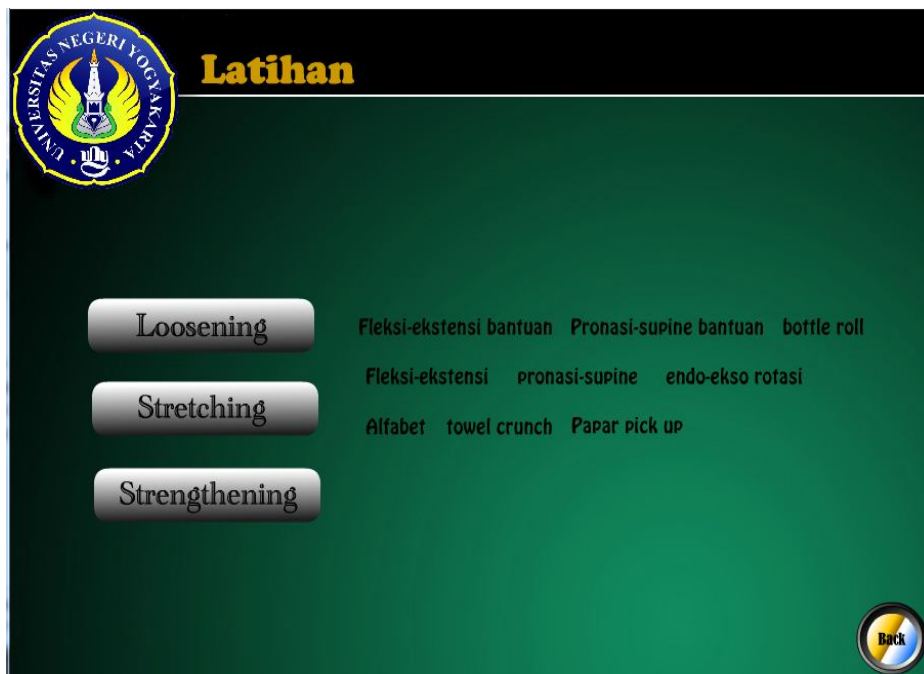 UNIVERSITAS NEGERI YOGYAKARTA
Latihan
Loosening
Fleksi-ekstensi bantuan Pronasi-supine bantuan bottle roll
Fleksi-ekstensi pronasi-supine endo-ekso rotasi
Stretching
Alfabet towel crunch Papar pick up
Strengthening
Back